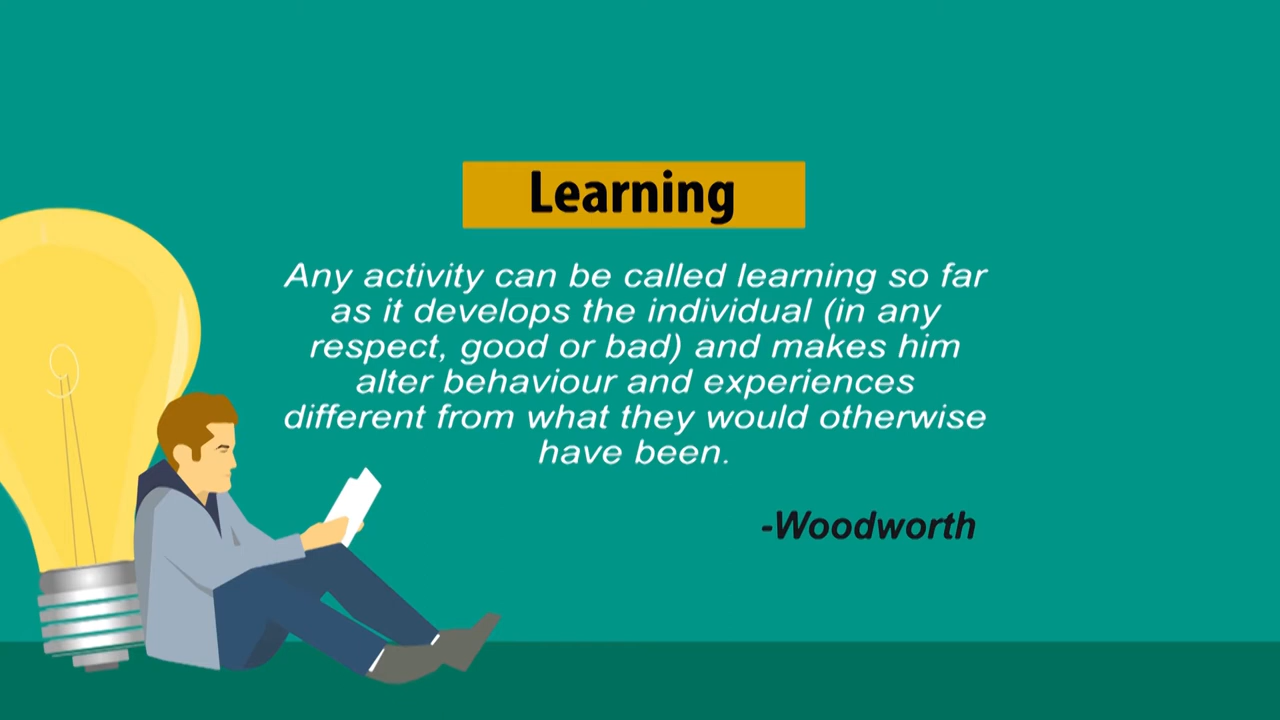 Learning
Any activity can be called learning so far
as it develops the individual (in any
respect, good or bad) and makes him
alter behaviour and experiences
different from what they would otherwise
have been.
-Woodworth